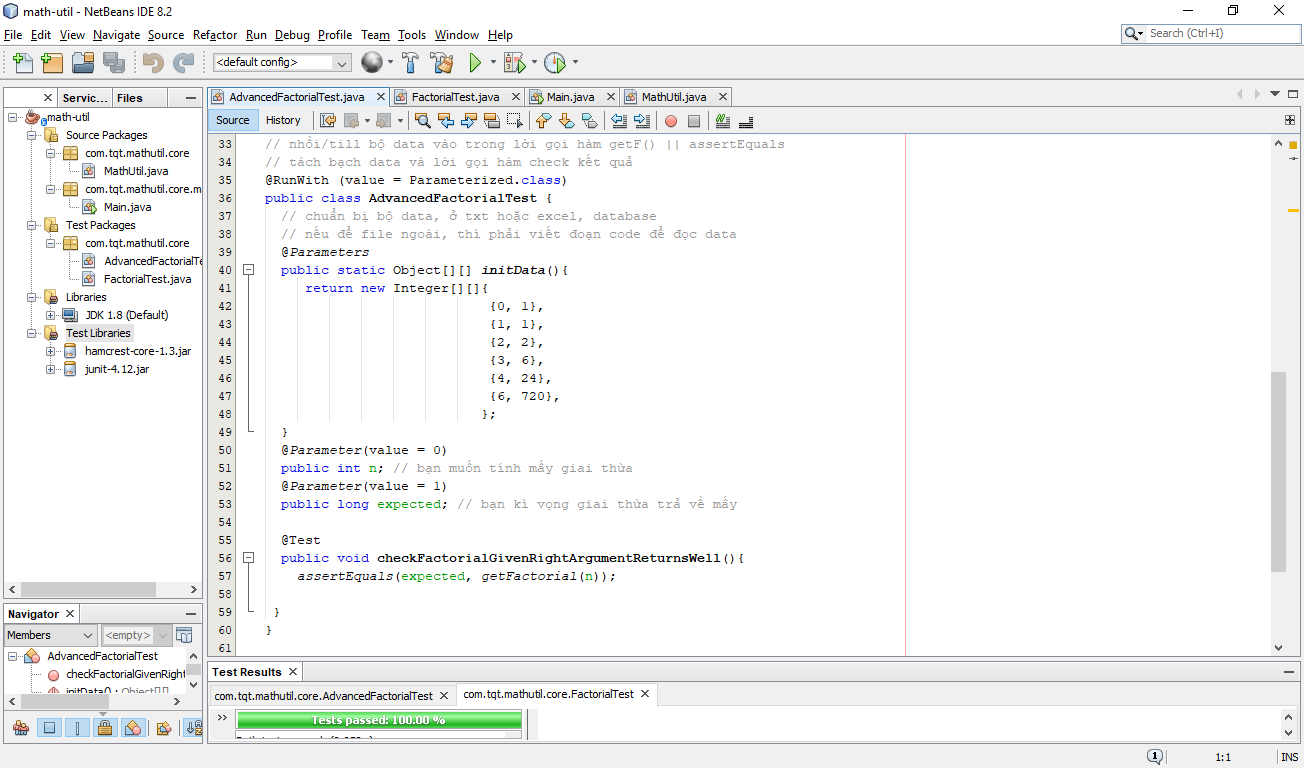 math-util - NetBeans IDE 8.2
File Edit View Navigate Source Refactor Run Debug Profile Team Tools Window Help
Search (Ctrl+I)
<default config>
Servic... Files
math-util
Source Packages
com.tqt.mathutil.core
MathUtil.java
com.tqt.mathutil.core.m
Main.java
Test Packages
com.tqt.mathutil.core
AdvancedFactorialTe
FactorialTest.java
Libraries
JDK 1.8 (Default)
Test Libraries
hamcrest-core-1.3.jar
junit-4.12.jar
Navigator
Members <empty>
AdvancedFactorialTest
checkFactorialGivenRight
initData() : Object[][]
AdvancedFactorialTest.java FactorialTest.java Main.java MathUtil.java
Source History
33 // nhồi/till bộ data vào trong lời gọi hàm getF() || assertEquals
34 // tách bạch data và lời gọi hàm check kết quả
35 @RunWith (value = Parameterized.class)
36 public class AdvancedFactorialTest {
37 // chuẩn bị bộ data, ở txt hoặc excel, database
38 // nếu để file ngoài, thì phải viết đoạn code để đọc data
39 @Parameters
40 public static Object[][] initData(){
41 return new Integer[][]{
42 {0, 1},
43 {1, 1},
44 {2, 2},
45 {3, 6},
46 {4, 24},
47 {6, 720},
48 };
49 }
50 @Parameter(value = 0)
51 public int n; // bạn muốn tính mấy giai thừa
52 @Parameter(value = 1)
53 public long expected; // bạn kì vọng giai thừa trả về mấy
54
55 @Test
56 public void checkFactorialGivenRightArgumentReturnsWell(){
57 assertEquals(expected, getFactorial(n));
58
59 }
60 }
61
Test Results
com.tqt.mathutil.core.AdvancedFactorialTest com.tqt.mathutil.core.FactorialTest
Tests passed: 100.00 %
1 1:1 INS